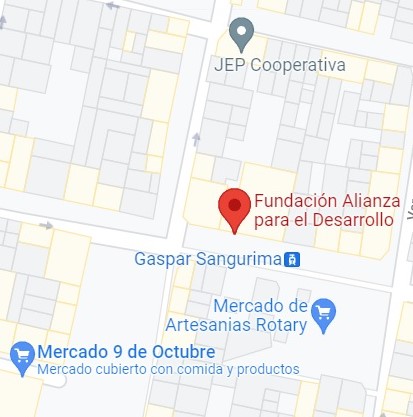 JEP Cooperativa
Fundación Alianza
para el Desarrollo
Gaspar Sangurima
Mercado de
Artesanias Rotary
Mercado 9 de Octubre
Mercado cubierto con comida y productos